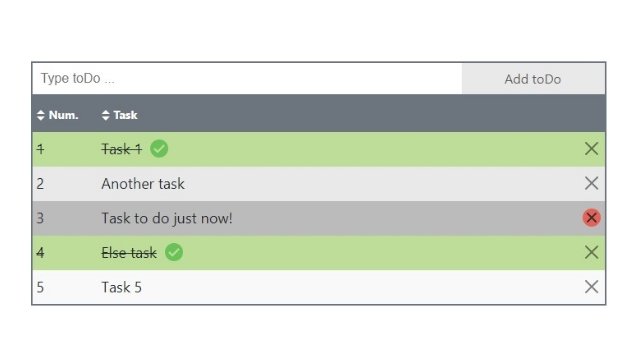 Type toDo ... Add toDo
Num. Task
1 Task 1
2 Another task
3 Task to do just now!
4 Else task
5 Task 5